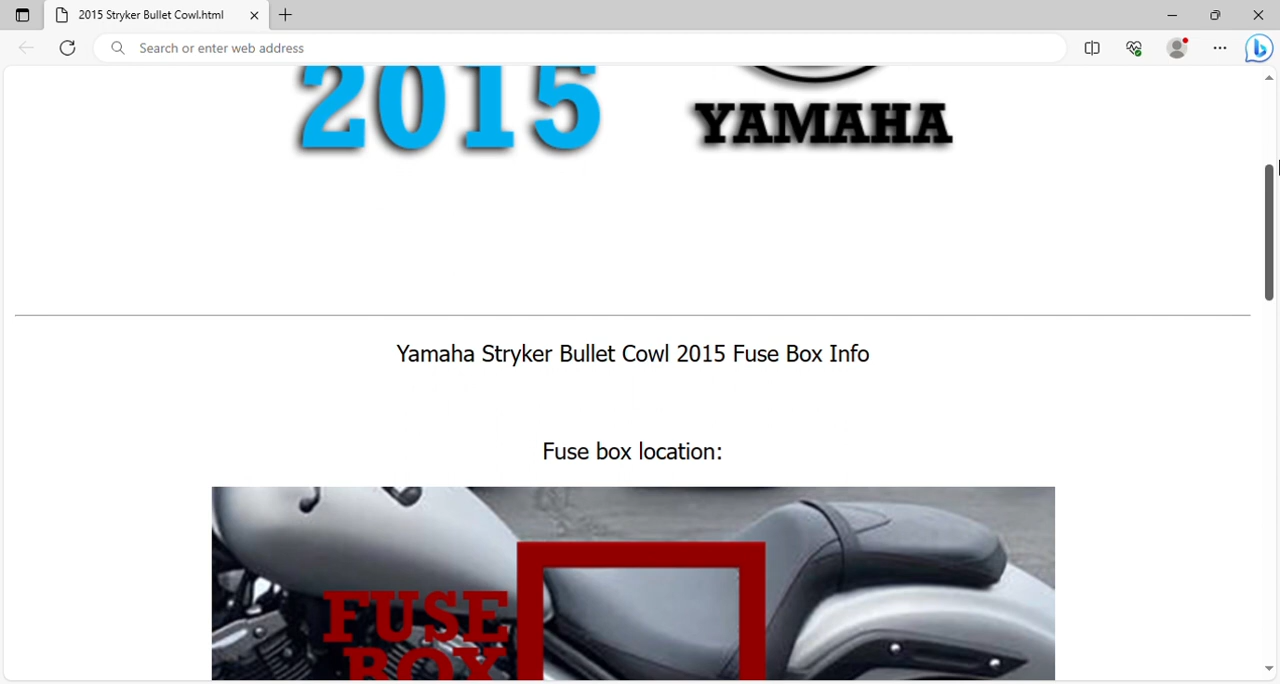 2015 Stryker Bullet Cowl.html
Search or enter web address
2015
YAMAHA
Yamaha Stryker Bullet Cowl 2015 Fuse Box Info
Fuse box location:
FUSE
BOX